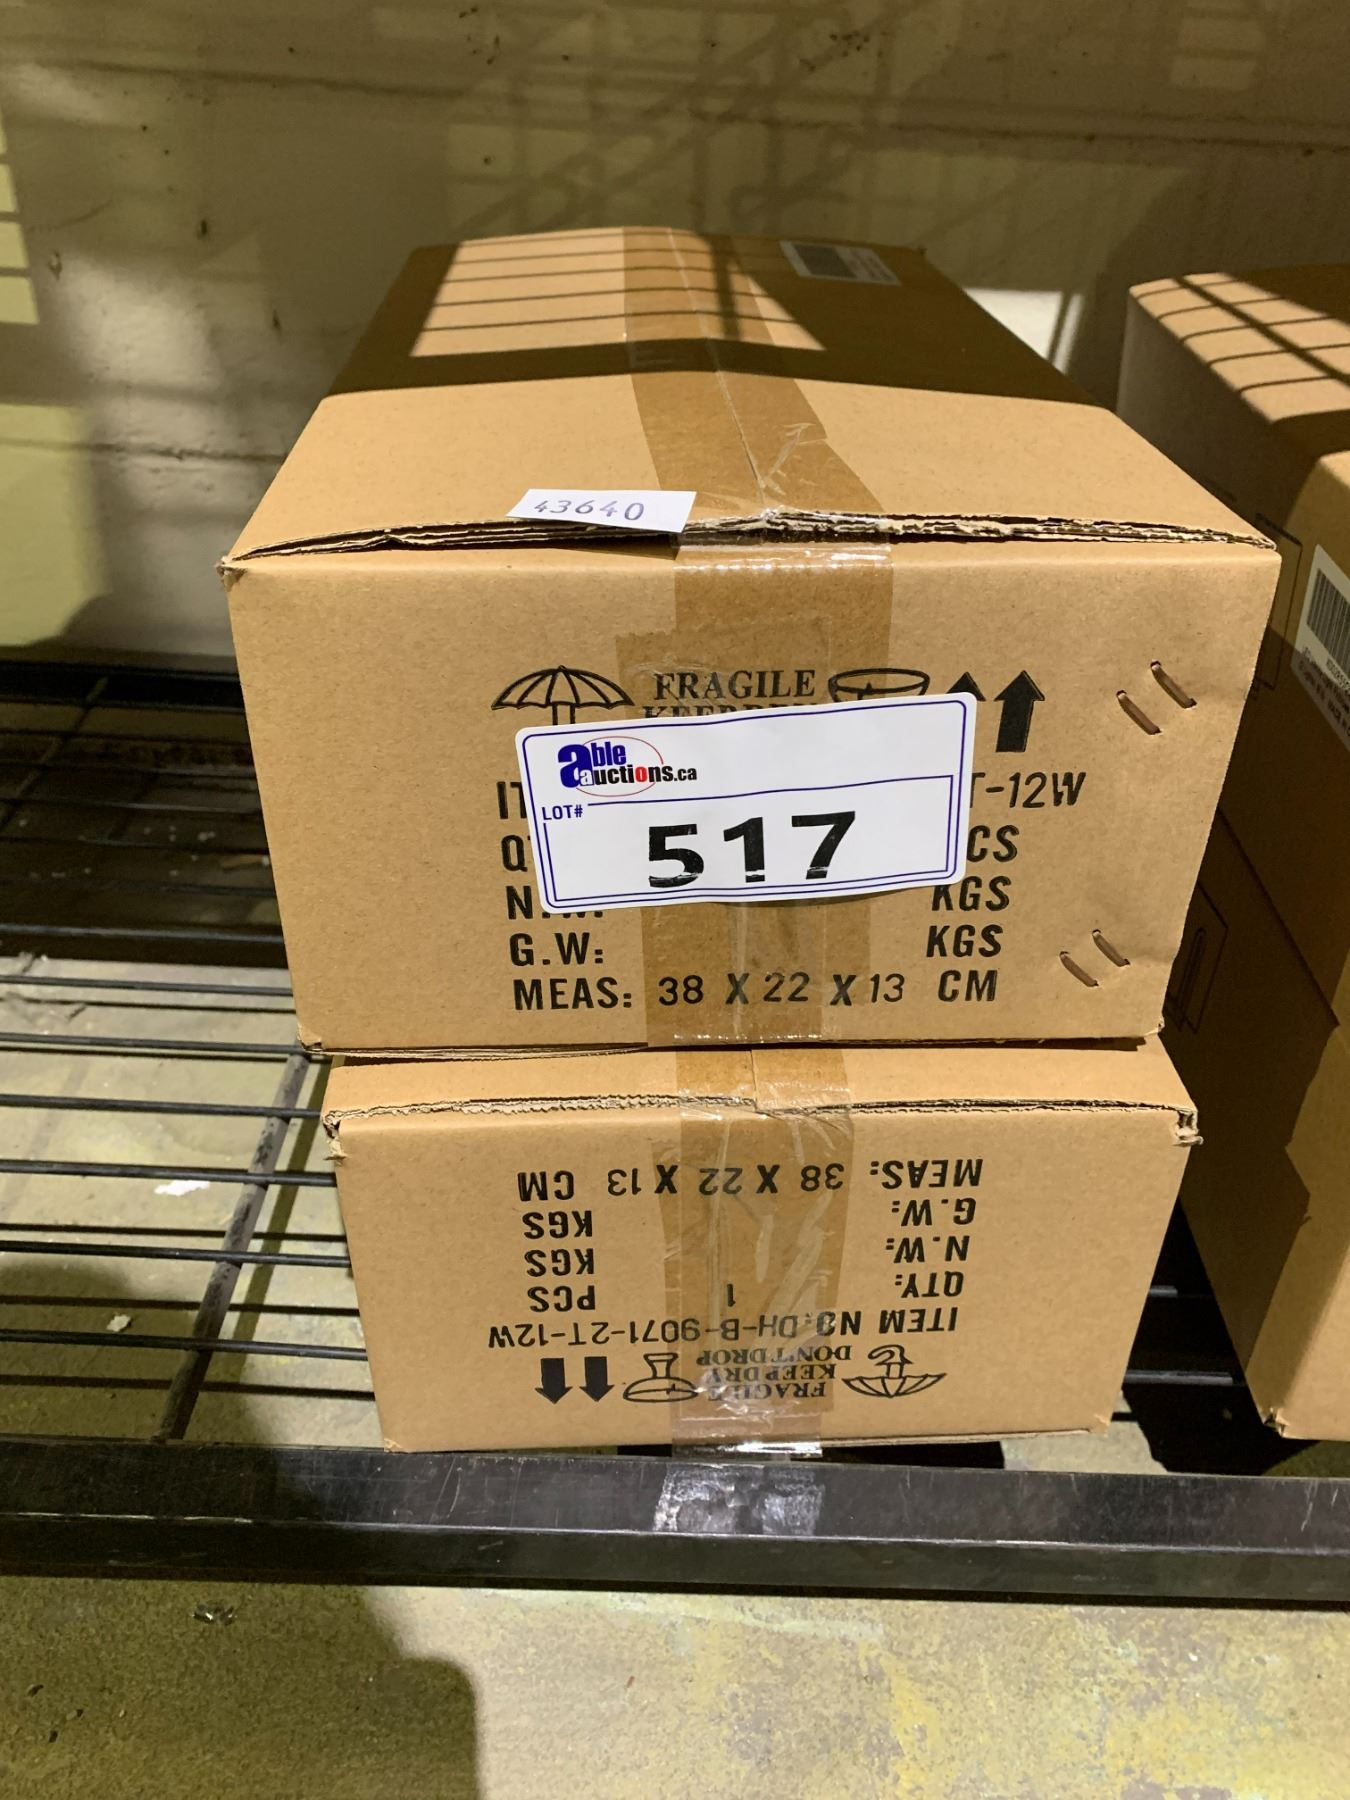 43640
FRAGILE
able
auctions.ca
LOT#
517
T-12W
CS
KGS
G.W: KGS
MEAS: 38 X 22 X 13 CM
FRAGILE
KEEP DRY
DON'T DROP
ITEM NO: DH-B-9071-2T-12W
QTY: 1 PCS
N.W: KGS
G.W: KGS
MEAS: 38 X 22 X 13 CM